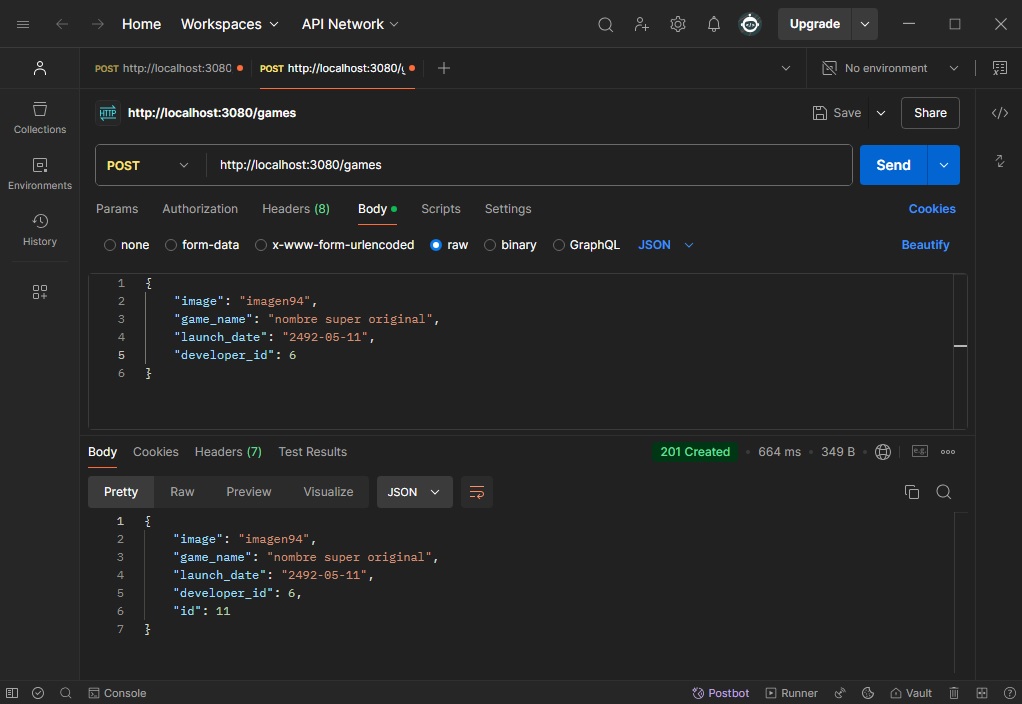 Home Workspaces API Network Upgrade
POST http://localhost:3080 POST http://localhost:3080/g No environment
HTTP http://localhost:3080/games Save Share
Collections
POST http://localhost:3080/games Send
Environments
Params Authorization Headers (8) Body Scripts Settings Cookies
History
none form-data x-www-form-urlencoded raw binary GraphQL JSON Beautify
1 {
2 "image": "imagen94",
3 "game_name": "nombre super original",
4 "launch_date": "2492-05-11",
5 "developer_id": 6
6 }
Body Cookies Headers (7) Test Results 201 Created • 664 ms • 349 B • e.g.
Pretty Raw Preview Visualize JSON
1 {
2 "image": "imagen94",
3 "game_name": "nombre super original",
4 "launch_date": "2492-05-11",
5 "developer_id": 6,
6 "id": 11
7 }
Console Postbot Runner Vault